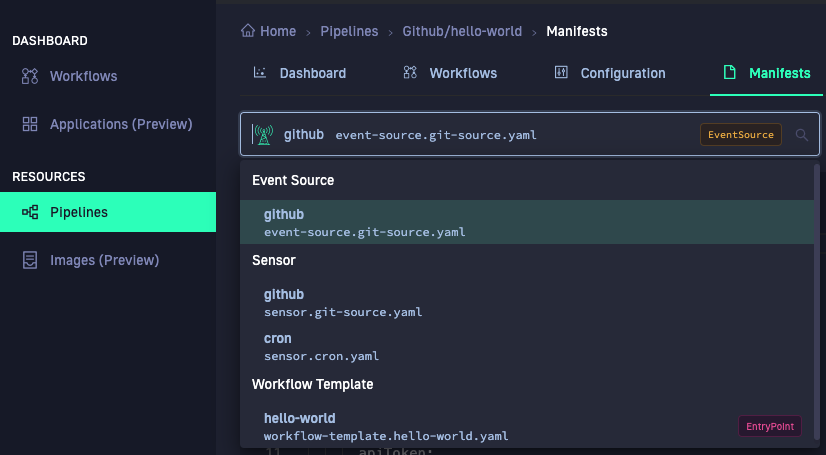 DASHBOARD
Workflows
Applications (Preview)
RESOURCES
Pipelines
Images (Preview)
Home › Pipelines › Github/hello-world › Manifests
Dashboard Workflows Configuration Manifests
github event-source.git-source.yaml EventSource
Event Source
github
event-source.git-source.yaml
Sensor
github
sensor.git-source.yaml
cron
sensor.cron.yaml
Workflow Template
hello-world
EntryPoint
workflow-template.hello-world.yaml
11 apiToken: